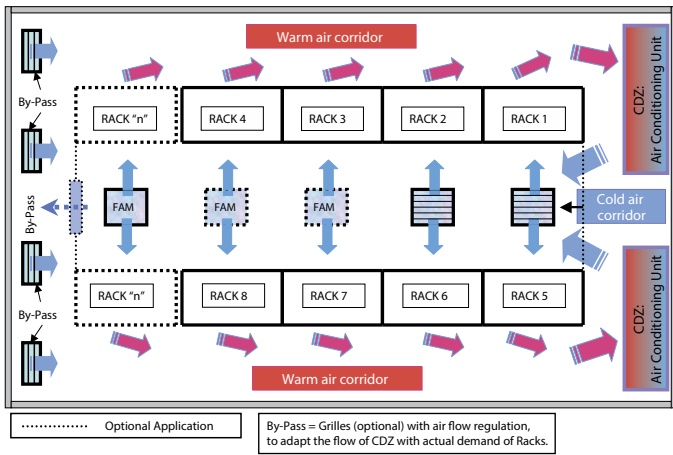 Warm air corridor
CDZ:
Air Conditioning Unit
By-Pass
RACK "n"
RACK 4
RACK 3
RACK 2
RACK 1
By-Pass
FAM
FAM
FAM
Cold air
corridor
RACK "n"
RACK 8
RACK 7
RACK 6
RACK 5
By-Pass
CDZ:
Air Conditioning Unit
Warm air corridor
Optional Application
By-Pass = Grilles (optional) with air flow regulation,
to adapt the flow of CDZ with actual demand of Racks.